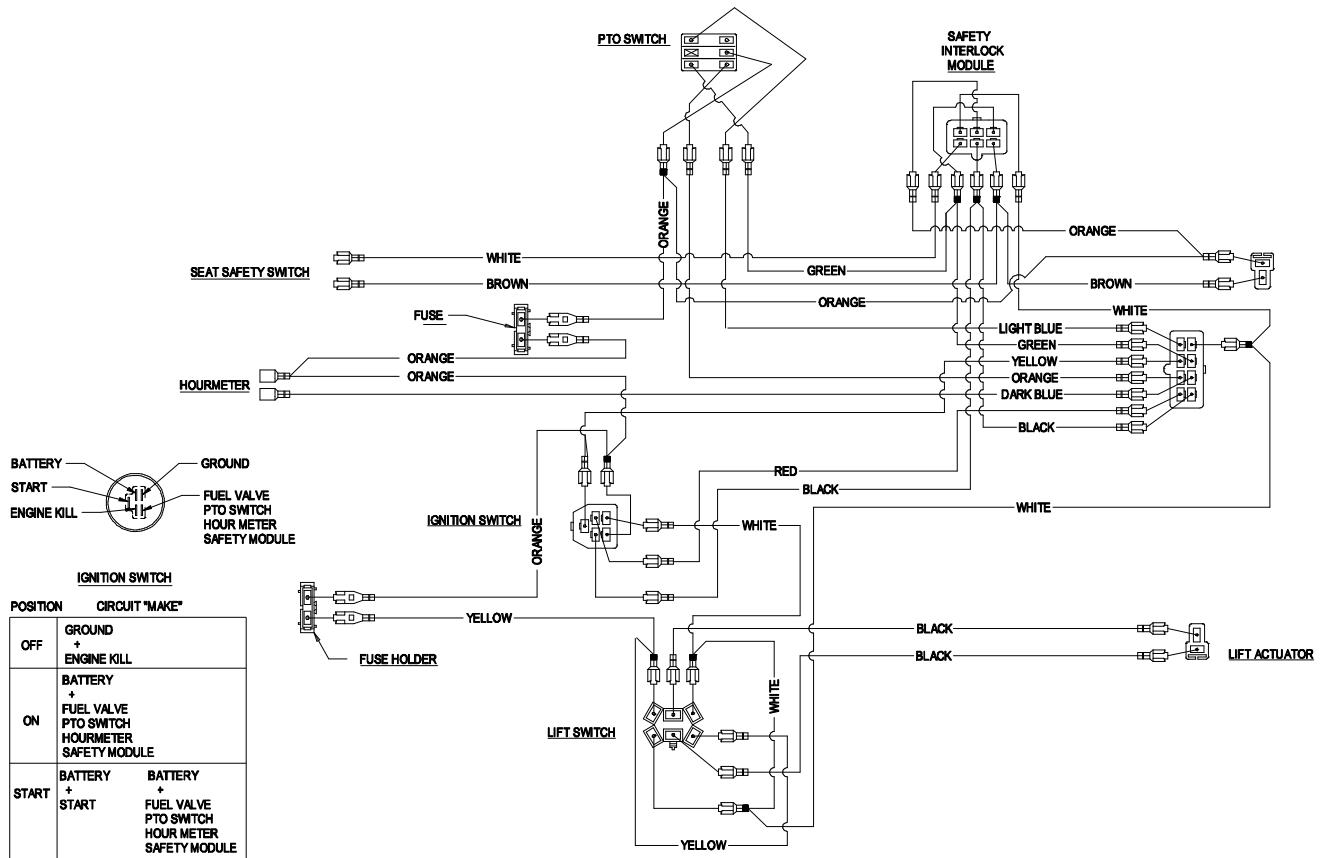 PTO SWITCH
SAFETY
INTERLOCK
MODULE
ORANGE
ORANGE
WHITE
GREEN
SEAT SAFETY SWITCH
BROWN
BROWN
ORANGE
WHITE
FUSE
LIGHT BLUE
GREEN
ORANGE
YELLOW
ORANGE
ORANGE
HOURMETER
DARK BLUE
BLACK
BATTERY
GROUND
RED
START
BLACK
FUEL VALVE
PTO SWITCH
HOUR METER
SAFETY MODULE
ENGINE KILL
WHITE
IGNITION SWITCH
WHITE
ORANGE
IGNITION SWITCH
POSITION CIRCUIT "MAKE"
OFF
GROUND
+
ENGINE KILL
ON
BATTERY
+
FUEL VALVE
PTO SWITCH
HOURMETER
SAFETY MODULE
START
BATTERY
+
START
BATTERY
+
FUEL VALVE
PTO SWITCH
HOUR METER
SAFETY MODULE
YELLOW
FUSE HOLDER
BLACK
BLACK
LIFT ACTUATOR
WHITE
LIFT SWITCH
YELLOW